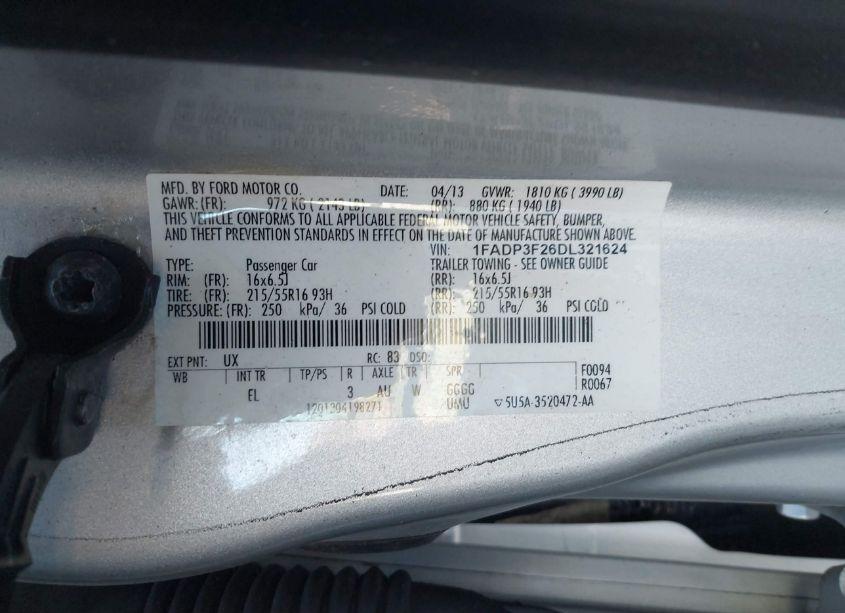 MFD. BY FORD MOTOR CO. DATE: 04/13 GVWR: 1810 KG ( 3990 LB)
GAWR: (FR): 972 KG ( 2143 LB) (RR): 880 KG ( 1940 LB)
THIS VEHICLE CONFORMS TO ALL APPLICABLE FEDERAL MOTOR VEHICLE SAFETY, BUMPER,
AND THEFT PREVENTION STANDARDS IN EFFECT ON THE DATE OF MANUFACTURE SHOWN ABOVE.
VIN: 1FADP3F26DL321624
TYPE: Passenger Car TRAILER TOWING - SEE OWNER GUIDE
RIM: (FR): 16x6.5J (RR): 16x6.5J
TIRE: (FR): 215/55R16 93H (RR): 215/55R16 93H
PRESSURE: (FR): 250 kPa/ 36 PSI COLD (RR): 250 kPa/ 36 PSI COLD
EXT PNT: UX RC: 83 DSO:
WB INT TR TP/PS R AXLE TR SPR F0094
EL 3 AU W GGGG R0067
1201304198271 UMU 5U5A-3520472-AA